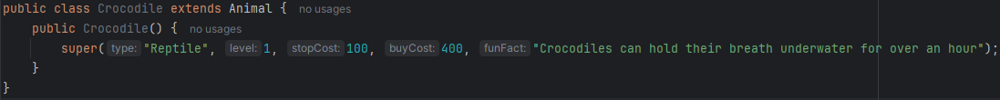 public class Crocodile extends Animal { no usages
public Crocodile() { no usages
super( type: "Reptile", level: 1, stopCost: 100, buyCost: 400, funFact: "Crocodiles can hold their breath underwater for over an hour");
}
}